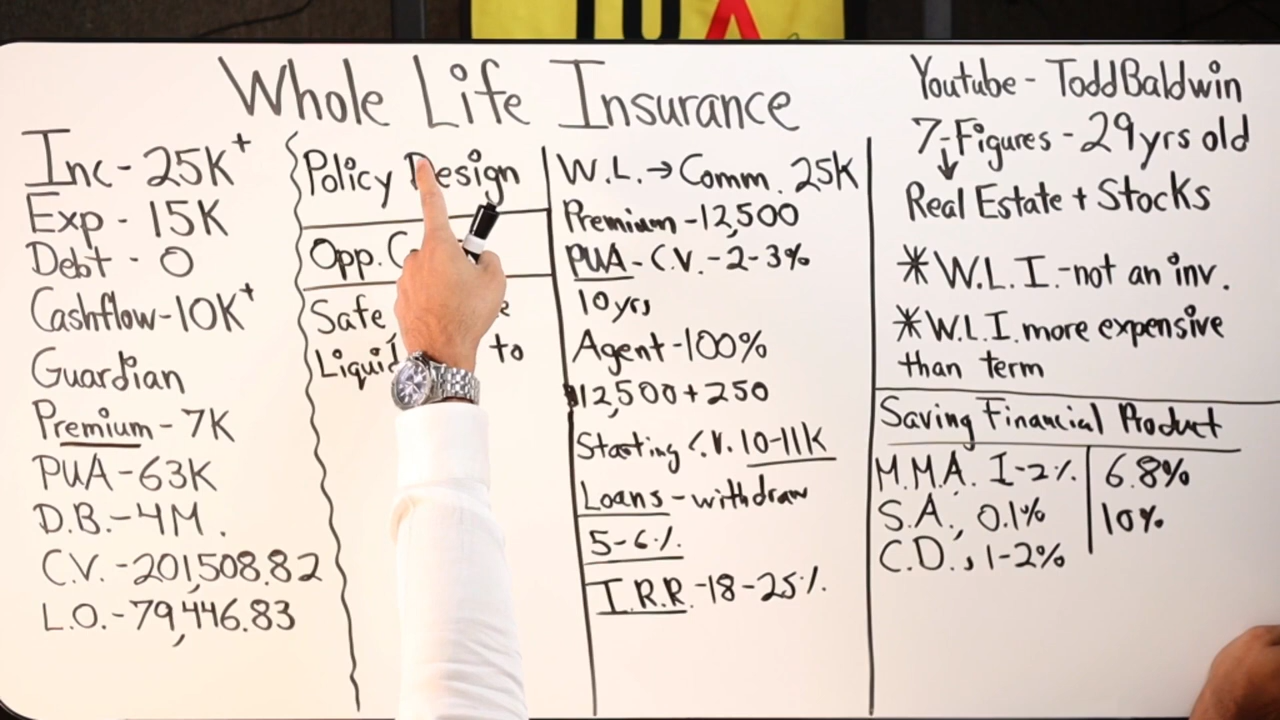 Whole Life Insurance
Inc - 25K+
Exp - 15K
Debt - 0
Cashflow - 10K+
Guardian
Premium - 7K
PUA - 63K
D.B. - 4M.
C.V. - 201,508.82
L.O. - 79,446.83
Policy Design
Opp.
Safe,
to
W.L. → Comm. 25K
Premium - 12,500
PUA - C.V. - 2-3%
10 yrs
Agent - 100%
12,500 + 250
Starting C.V. 10-11K
Loans - withdraw
5-6%
I.R.R. - 18-25%
Youtube - ToddBaldwin
7-Figures - 29yrs old
Real Estate + Stocks
* W.L.I. - not an inv.
* W.L.I. more expensive
than term
Saving Financial Product
M.M.A. 1-2% 6.8%
S.A., 0.1% 10%
C.D., 1-2%